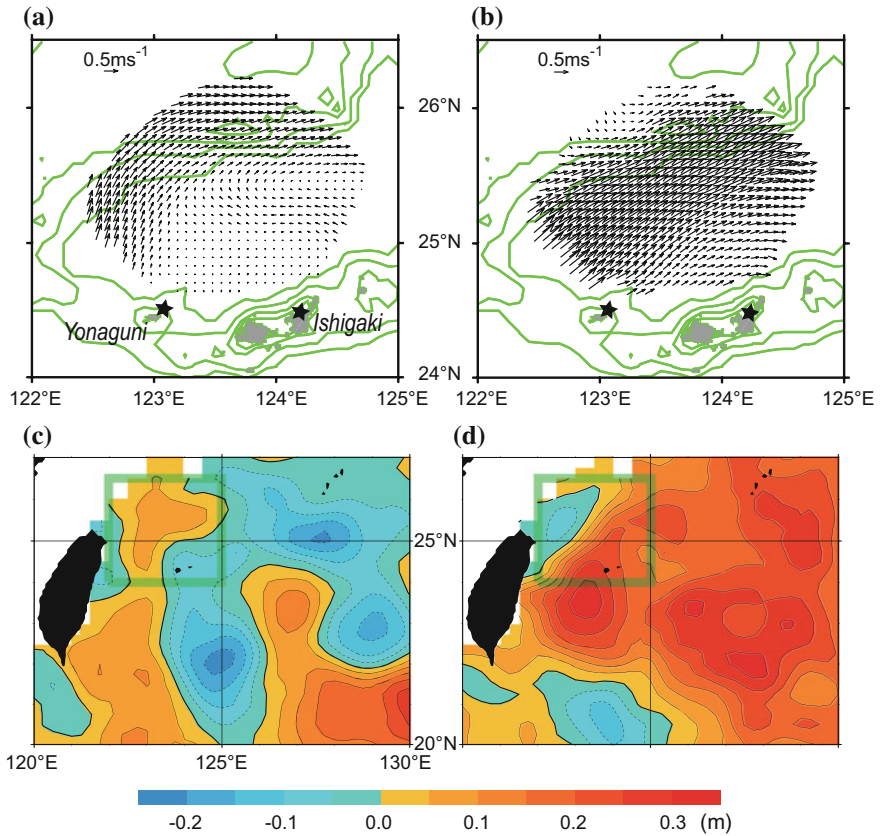 (a)
(b)
0.5ms⁻¹
0.5ms⁻¹
26°N
25°N
24°N
Yonaguni
Ishigaki
122°E 123°E 124°E 125°E
122°E 123°E 124°E 125°E
(c)
(d)
25°N
20°N
120°E 125°E 130°E
-0.2 -0.1 0.0 0.1 0.2 0.3 (m)